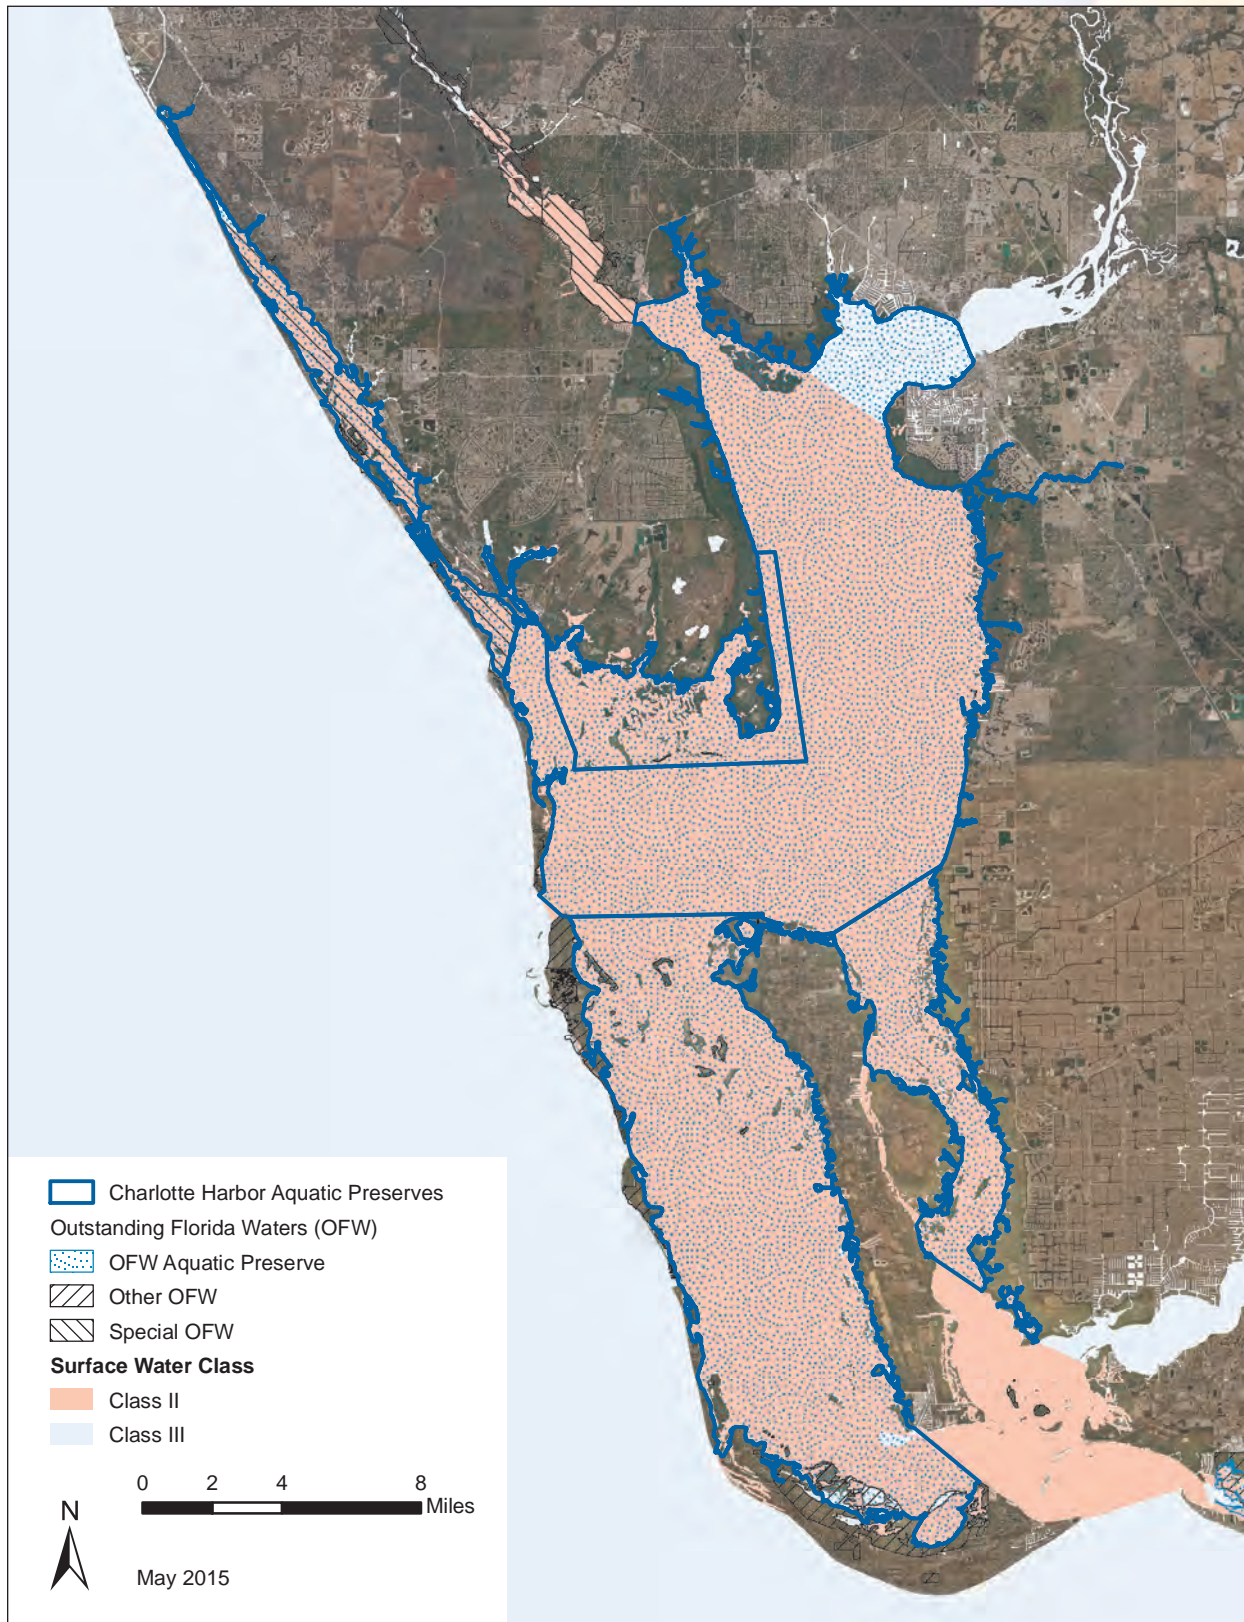 Charlotte Harbor Aquatic Preserves
Outstanding Florida Waters (OFW)
OFW Aquatic Preserve
Other OFW
Special OFW
Surface Water Class
Class II
Class III
0 2 4 8
Miles
N
May 2015